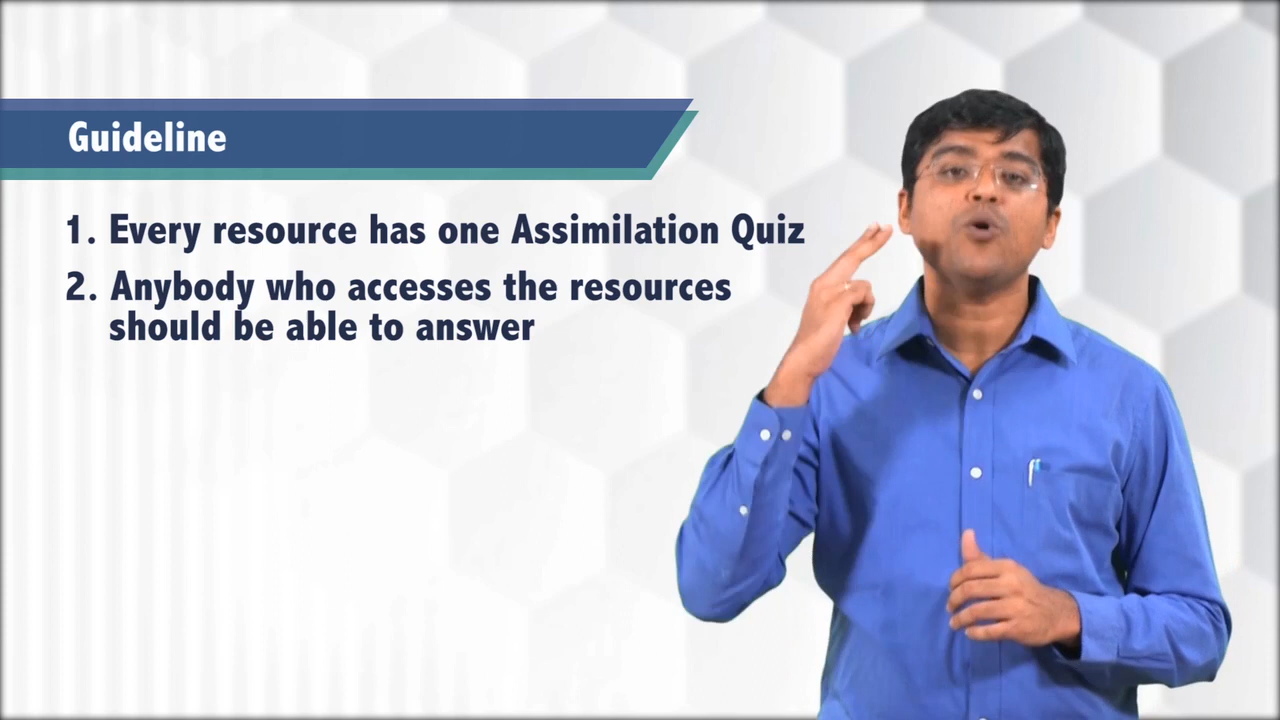 Guideline
1. Every resource has one Assimilation Quiz
2. Anybody who accesses the resources
should be able to answer